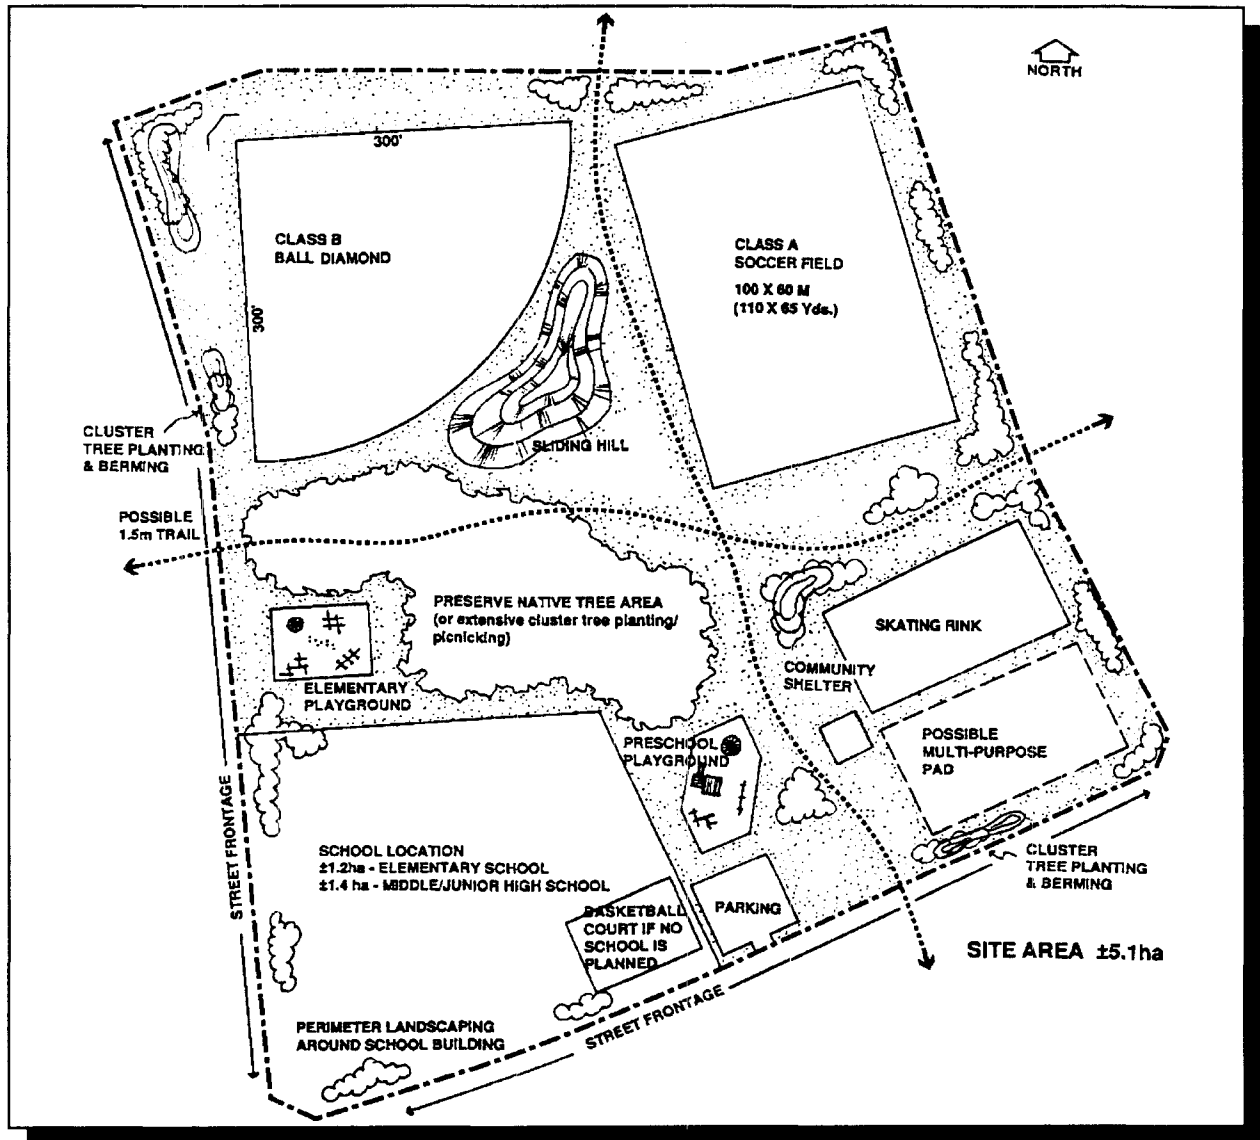 NORTH
300'
CLASS B
BALL DIAMOND
300'
CLASS A
SOCCER FIELD
100 X 60 M
(110 X 65 Yds.)
SLIDING HILL
CLUSTER
TREE PLANTING
& BERMING
POSSIBLE
1.5m TRAIL
PRESERVE NATIVE TREE AREA
(or extensive cluster tree planting/
picnicking)
SKATING RINK
COMMUNITY
SHELTER
ELEMENTARY
PLAYGROUND
PRESCHOOL
PLAYGROUND
POSSIBLE
MULTI-PURPOSE
PAD
STREET FRONTAGE
SCHOOL LOCATION
±1.2ha - ELEMENTARY SCHOOL
±1.4 ha - MIDDLE/JUNIOR HIGH SCHOOL
BASKETBALL
COURT IF NO
SCHOOL IS
PLANNED
PARKING
CLUSTER
TREE PLANTING
& BERMING
SITE AREA ±5.1ha
STREET FRONTAGE
PERIMETER LANDSCAPING
AROUND SCHOOL BUILDING